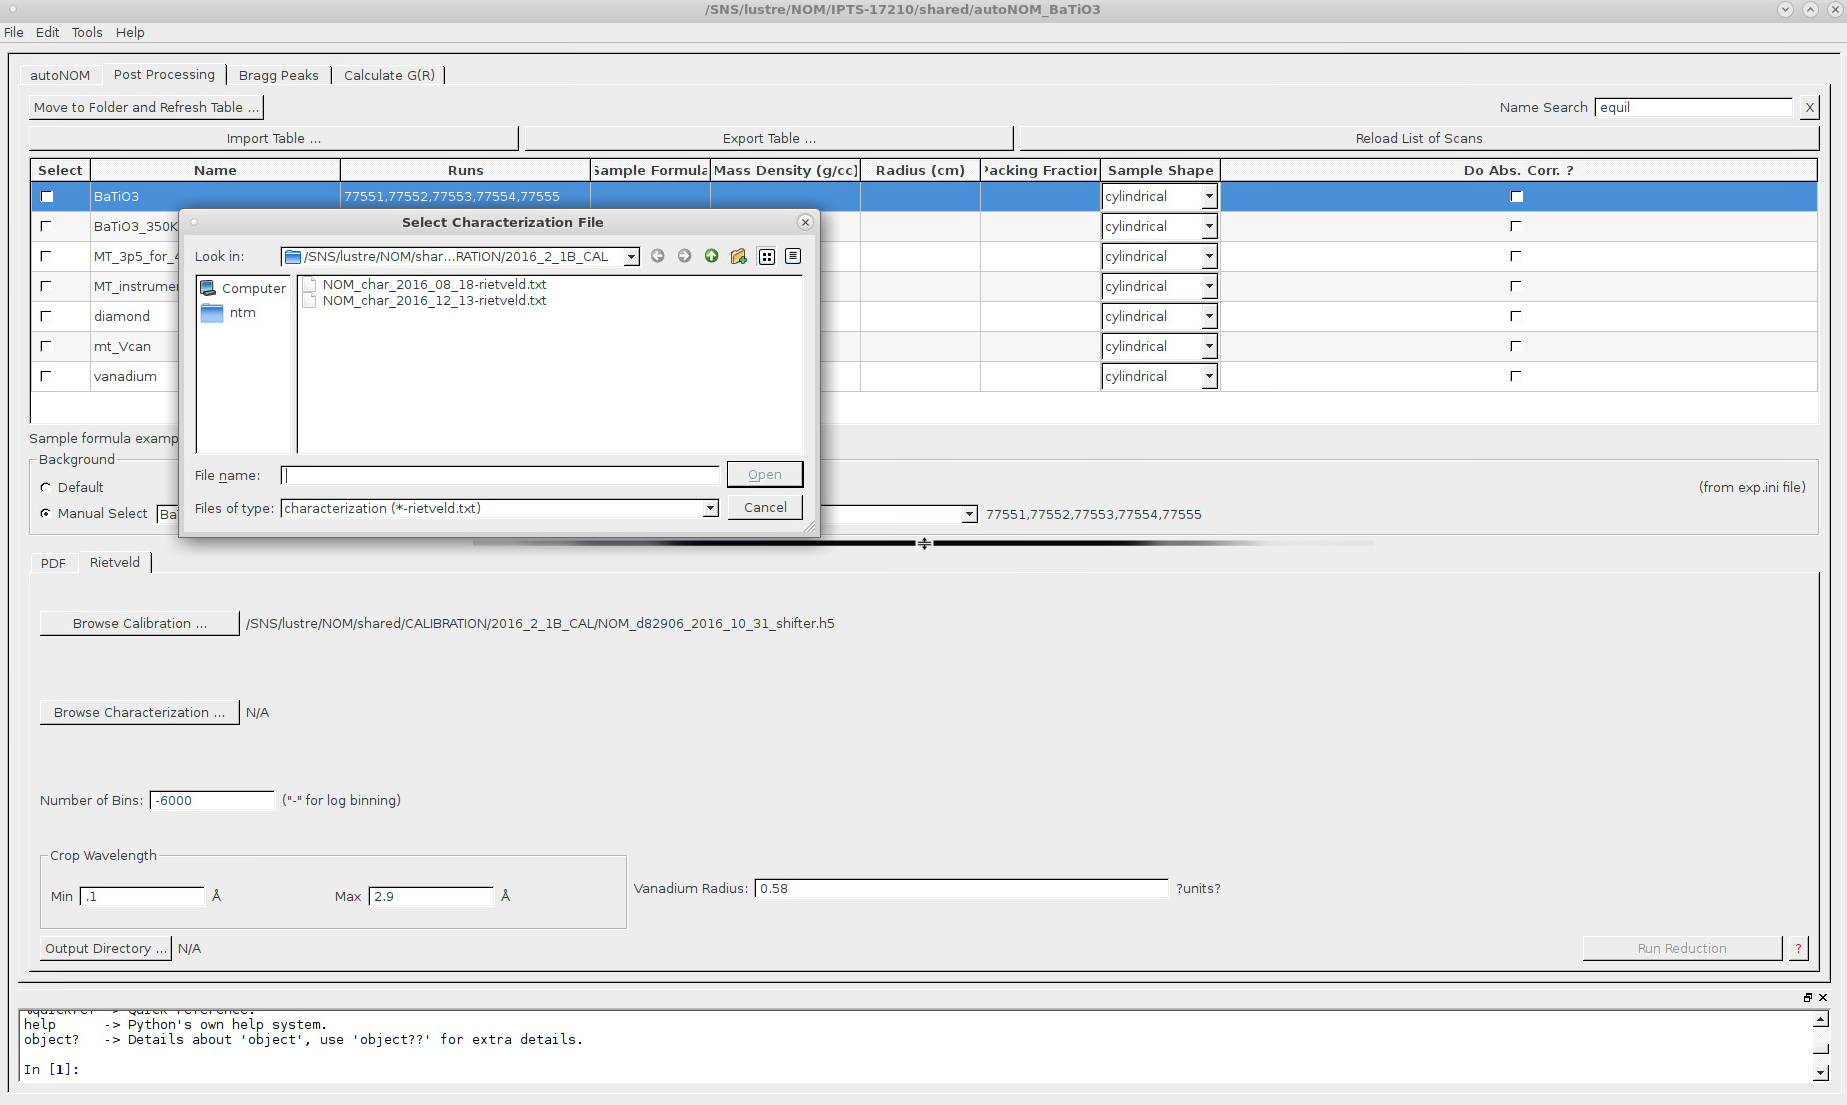 /SNS/lustre/NOM/IPTS-17210/shared/autoNOM_BaTiO3
File Edit Tools Help
autoNOM Post Processing Bragg Peaks Calculate G(R)
Move to Folder and Refresh Table ... Name Search equil X
Import Table ... Export Table ... Reload List of Scans
Select Name Runs Sample Formula Mass Density (g/cc) Radius (cm) Packing Fraction Sample Shape Do Abs. Corr. ?
BaTiO3 77551,77552,77553,77554,77555 cylindrical
BaTiO3_350K cylindrical
MT_3p5_for_4 cylindrical
MT_instrumen cylindrical
diamond cylindrical
mt_Vcan cylindrical
vanadium cylindrical
Sample formula examp
Background
Default (from exp.ini file)
Manual Select BaT 77551,77552,77553,77554,77555
Select Characterization File
Look in: /SNS/lustre/NOM/shar...RATION/2016_2_1B_CAL
Computer
ntm
NOM_char_2016_08_18-rietveld.txt
NOM_char_2016_12_13-rietveld.txt
File name: Open
Files of type: characterization (*-rietveld.txt) Cancel
PDF Rietveld
Browse Calibration ... /SNS/lustre/NOM/shared/CALIBRATION/2016_2_1B_CAL/NOM_d82906_2016_10_31_shifter.h5
Browse Characterization ... N/A
Number of Bins: -6000 ("-" for log binning)
Crop Wavelength
Min .1 Å Max 2.9 Å
Vanadium Radius: 0.58 ?units?
Output Directory ... N/A Run Reduction ?
%quickref -> Quick reference.
help -> Python's own help system.
object? -> Details about 'object', use 'object??' for extra details.
In [1]: